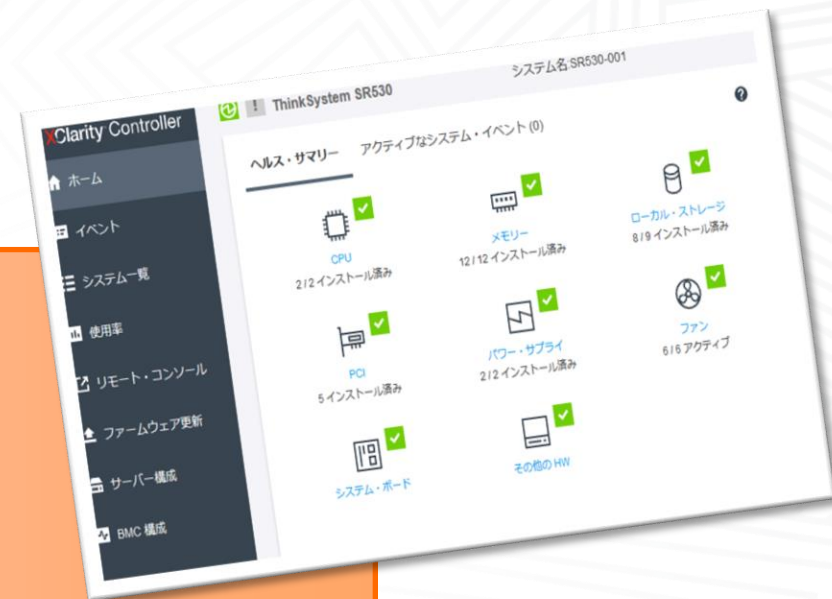 XClarity Controller
ThinkSystem SR530
システム名:SR530-001
ホーム
イベント
システム一覧
使用率
リモート・コンソール
ファームウェア更新
サーバー構成
BMC 構成
ヘルス・サマリー
アクティブなシステム・イベント (0)
CPU
2 / 2 インストール済み
メモリー
12 / 12 インストール済み
ローカル・ストレージ
8 / 9 インストール済み
PCI
5 インストール済み
パワー・サプライ
2 / 2 インストール済み
ファン
6 / 6 アクティブ
システム・ボード
その他の HW